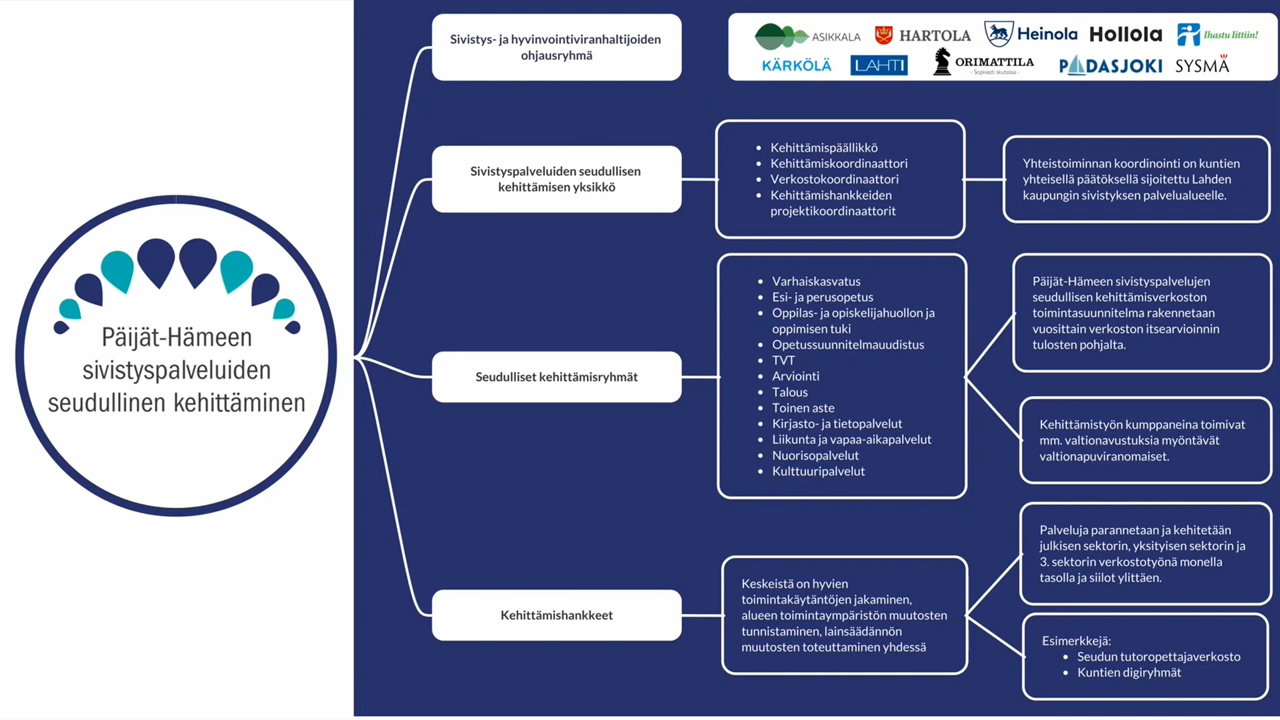 Päijät-Hämeen
sivistyspalveluiden
seudullinen kehittäminen
Sivistys- ja hyvinvointiviranhaltijoiden
ohjausryhmä
ASIKKALA
HARTOLA
Heinola
Hollola
Ihastu Iittiin!
KÄRKÖLÄ
LAHTI
ORIMATTILA
- Sopivasti skutsissa -
PADASJOKI
SYSMÄ
Sivistyspalveluiden seudullisen
kehittämisen yksikkö
• Kehittämispäällikkö
• Kehittämiskoordinaattori
• Verkostokoordinaattori
• Kehittämishankkeiden
projektikoordinaattorit
Yhteistoiminnan koordinointi on kuntien
yhteisellä päätöksellä sijoitettu Lahden
kaupungin sivistyksen palvelualueelle.
Seudulliset kehittämisryhmät
• Varhaiskasvatus
• Esi- ja perusopetus
• Oppilas- ja opiskelijahuollon ja
oppimisen tuki
• Opetussuunnitelmauudistus
• TVT
• Arviointi
• Talous
• Toinen aste
• Kirjasto- ja tietopalvelut
• Liikunta ja vapaa-aikapalvelut
• Nuorisopalvelut
• Kulttuuripalvelut
Päijät-Hämeen sivistyspalvelujen
seudullisen kehittämisverkoston
toimintasuunnitelma rakennetaan
vuosittain verkoston itsearvioinnin
tulosten pohjalta.
Kehittämistyön kumppaneina toimivat
mm. valtionavustuksia myöntävät
valtionapuviranomaiset.
Kehittämishankkeet
Keskeistä on hyvien
toimintakäytäntöjen jakaminen,
alueen toimintaympäristön muutosten
tunnistaminen, lainsäädännön
muutosten toteuttaminen yhdessä
Palveluja parannetaan ja kehitetään
julkisen sektorin, yksityisen sektorin ja
3. sektorin verkostotyönä monella
tasolla ja siilot ylittäen.
Esimerkkejä:
• Seudun tutoropettajaverkosto
• Kuntien digiryhmät